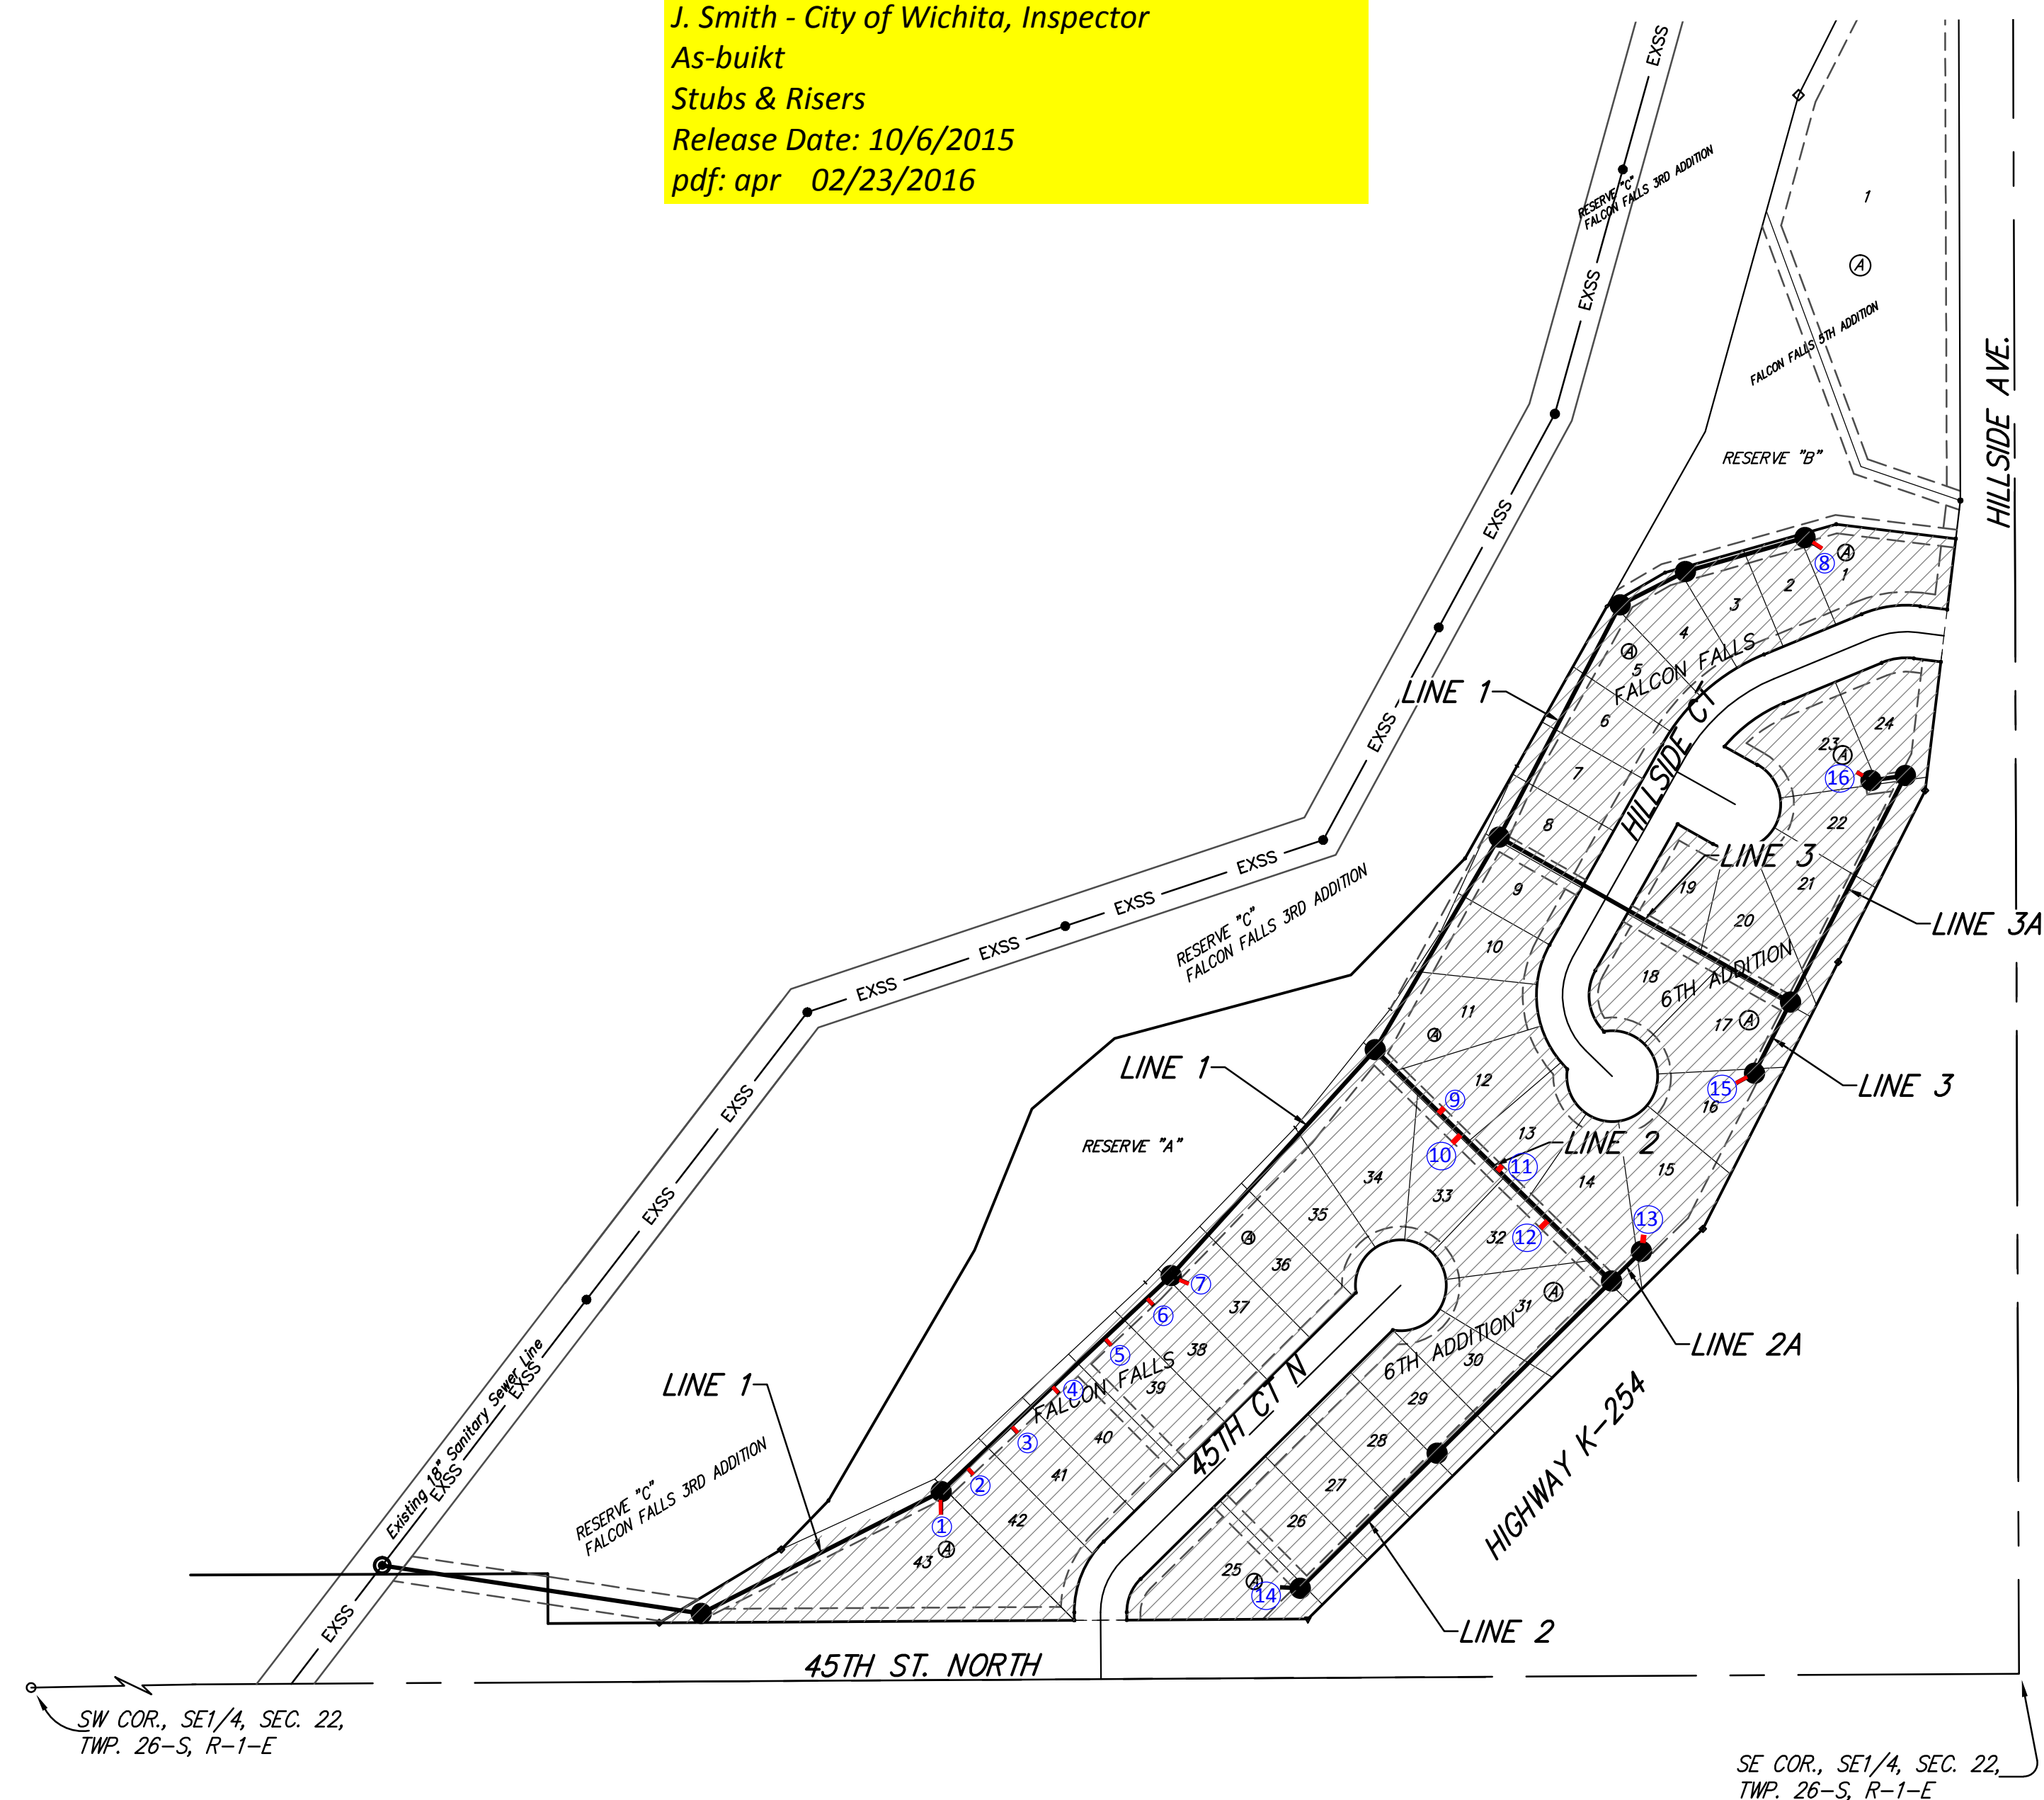 J. Smith - City of Wichita, Inspector
As-buikt
Stubs & Risers
Release Date: 10/6/2015
pdf: apr 02/23/2016
EXSS
RESERVE "C"
FALCON FALLS 3RD ADDITION
1
A
EXSS
FALCON FALLS 5TH ADDITION
HILLSIDE AVE.
RESERVE "B"
EXSS
8
A
1
2
3
4
A
5
FALCON FALLS
LINE 1
6
HILLSIDE CT
24
23
A
16
EXSS
7
8
22
LINE 3
EXSS
EXSS
EXSS
EXSS
RESERVE "C"
FALCON FALLS 3RD ADDITION
9
19
21
20
LINE 3A
10
18
6TH ADDITION
11
A
17
A
LINE 1
12
15
LINE 3
16
EXSS
9
RESERVE "A"
10
13
LINE 2
11
34
33
14
15
EXSS
35
12
32
13
A
36
7
37
6
A
31
5
38
6TH ADDITION
30
LINE 2A
4
39
FALCON FALLS
29
LINE 1
3
40
45TH CT N
28
HIGHWAY K-254
2
41
27
1
42
26
43
A
25
A
14
Existing 18" Sanitary Sewer Line
EXSS
EXSS
RESERVE "C"
FALCON FALLS 3RD ADDITION
EXSS
LINE 2
45TH ST. NORTH
SW COR., SE1/4, SEC. 22,
TWP. 26-S, R-1-E
SE COR., SE1/4, SEC. 22,
TWP. 26-S, R-1-E